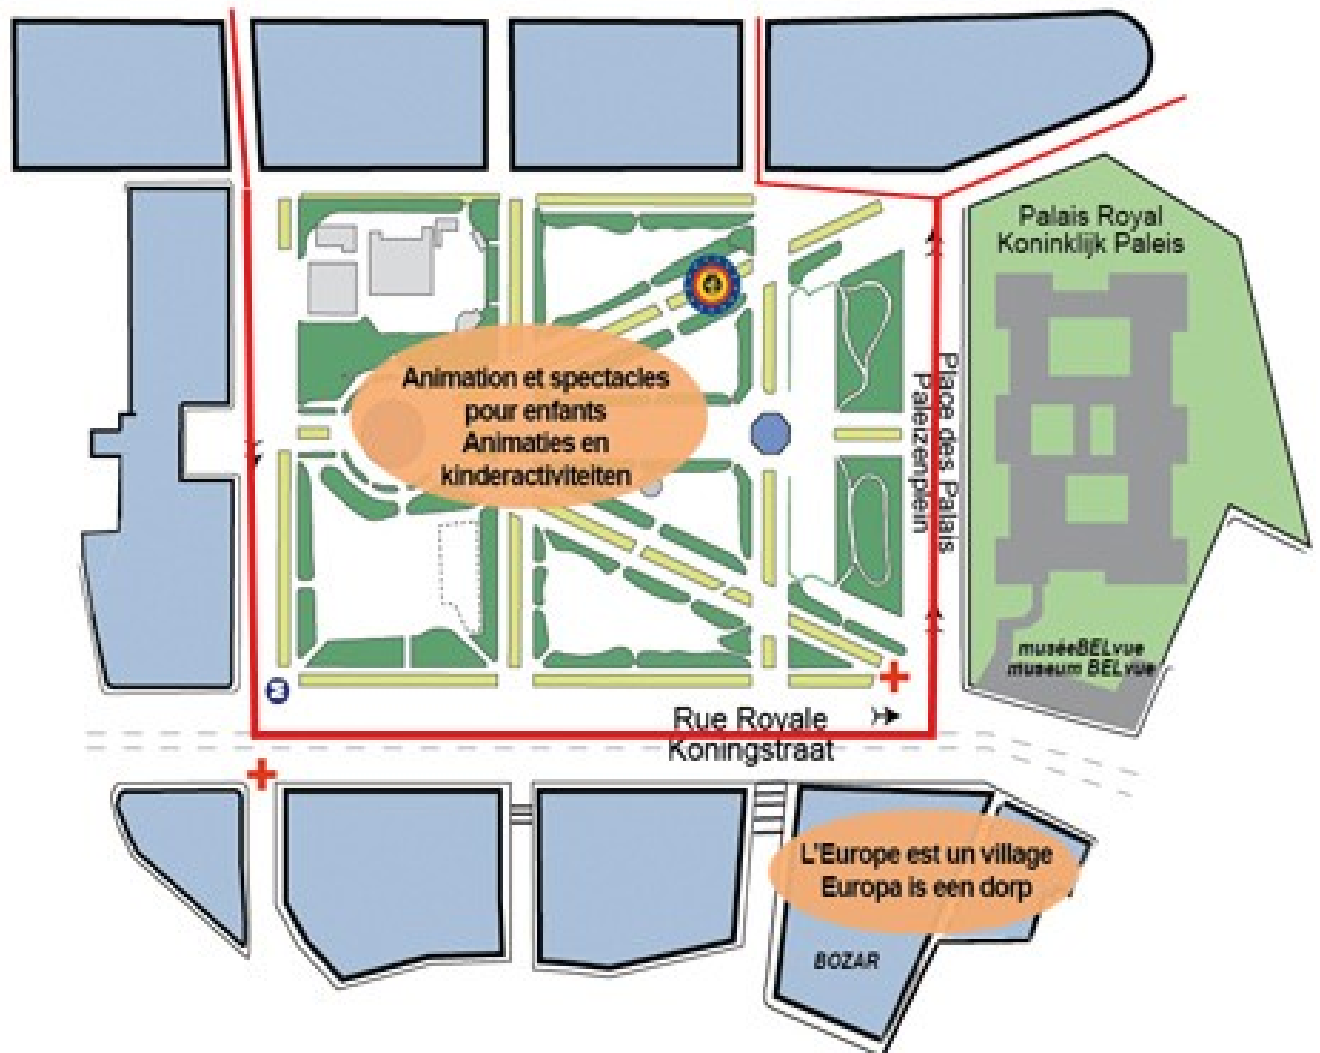 Palais Royal
Koninklijk Paleis
Animation et spectacles
pour enfants
Animaties en
kinderactiviteiten
Place des Palais
Paleizenplein
muséeBELvue
museum BELvue
M
Rue Royale
Koningstraat
L'Europe est un village
Europa is een dorp
BOZAR